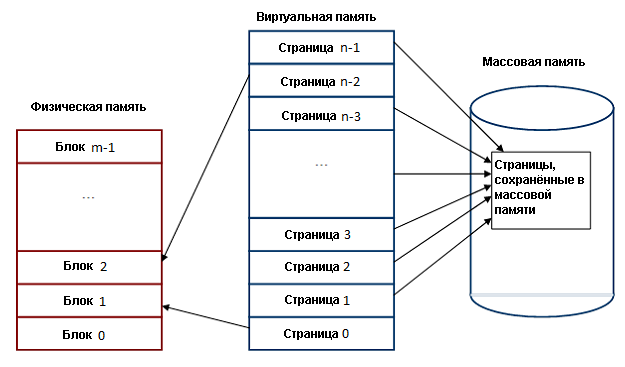 Виртуальная память
Физическая память
Блок m-1
...
Блок 2
Блок 1
Блок 0
Страница n-1
Страница n-2
Страница n-3
...
Страница 3
Страница 2
Страница 1
Страница 0
Массовая память
Страницы,
сохранённые в
массовой
памяти